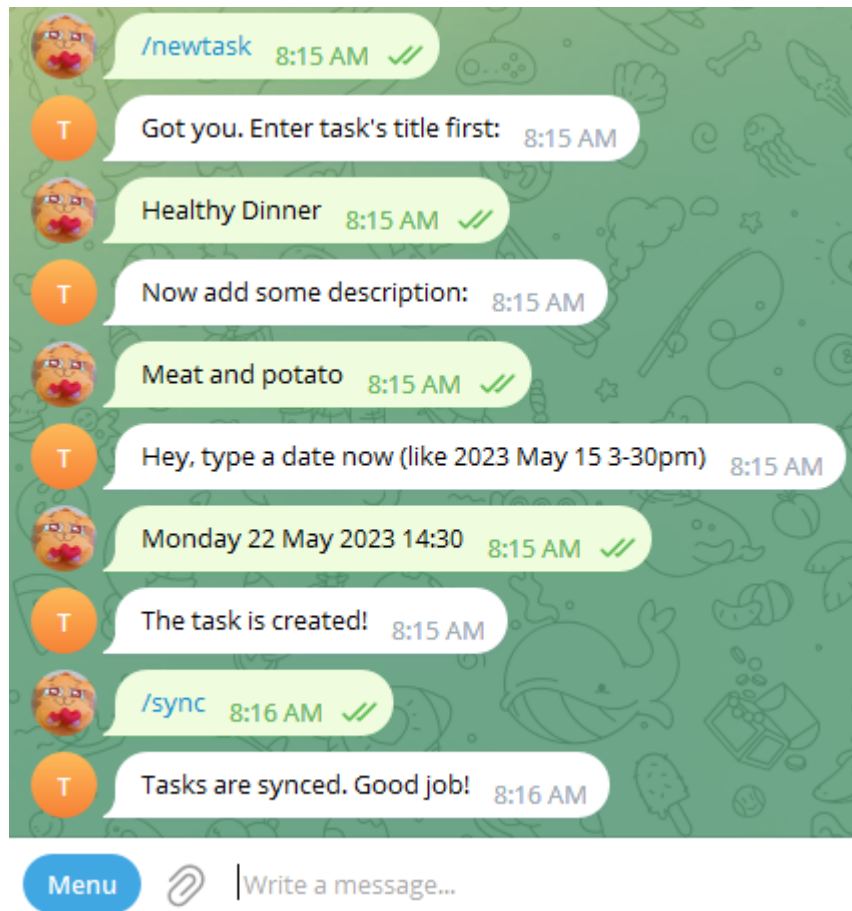 /newtask 8:15 AM
T Got you. Enter task's title first: 8:15 AM
Healthy Dinner 8:15 AM
T Now add some description: 8:15 AM
Meat and potato 8:15 AM
T Hey, type a date now (like 2023 May 15 3-30pm) 8:15 AM
Monday 22 May 2023 14:30 8:15 AM
T The task is created! 8:15 AM
/sync 8:16 AM
T Tasks are synced. Good job! 8:16 AM
Menu Write a message...